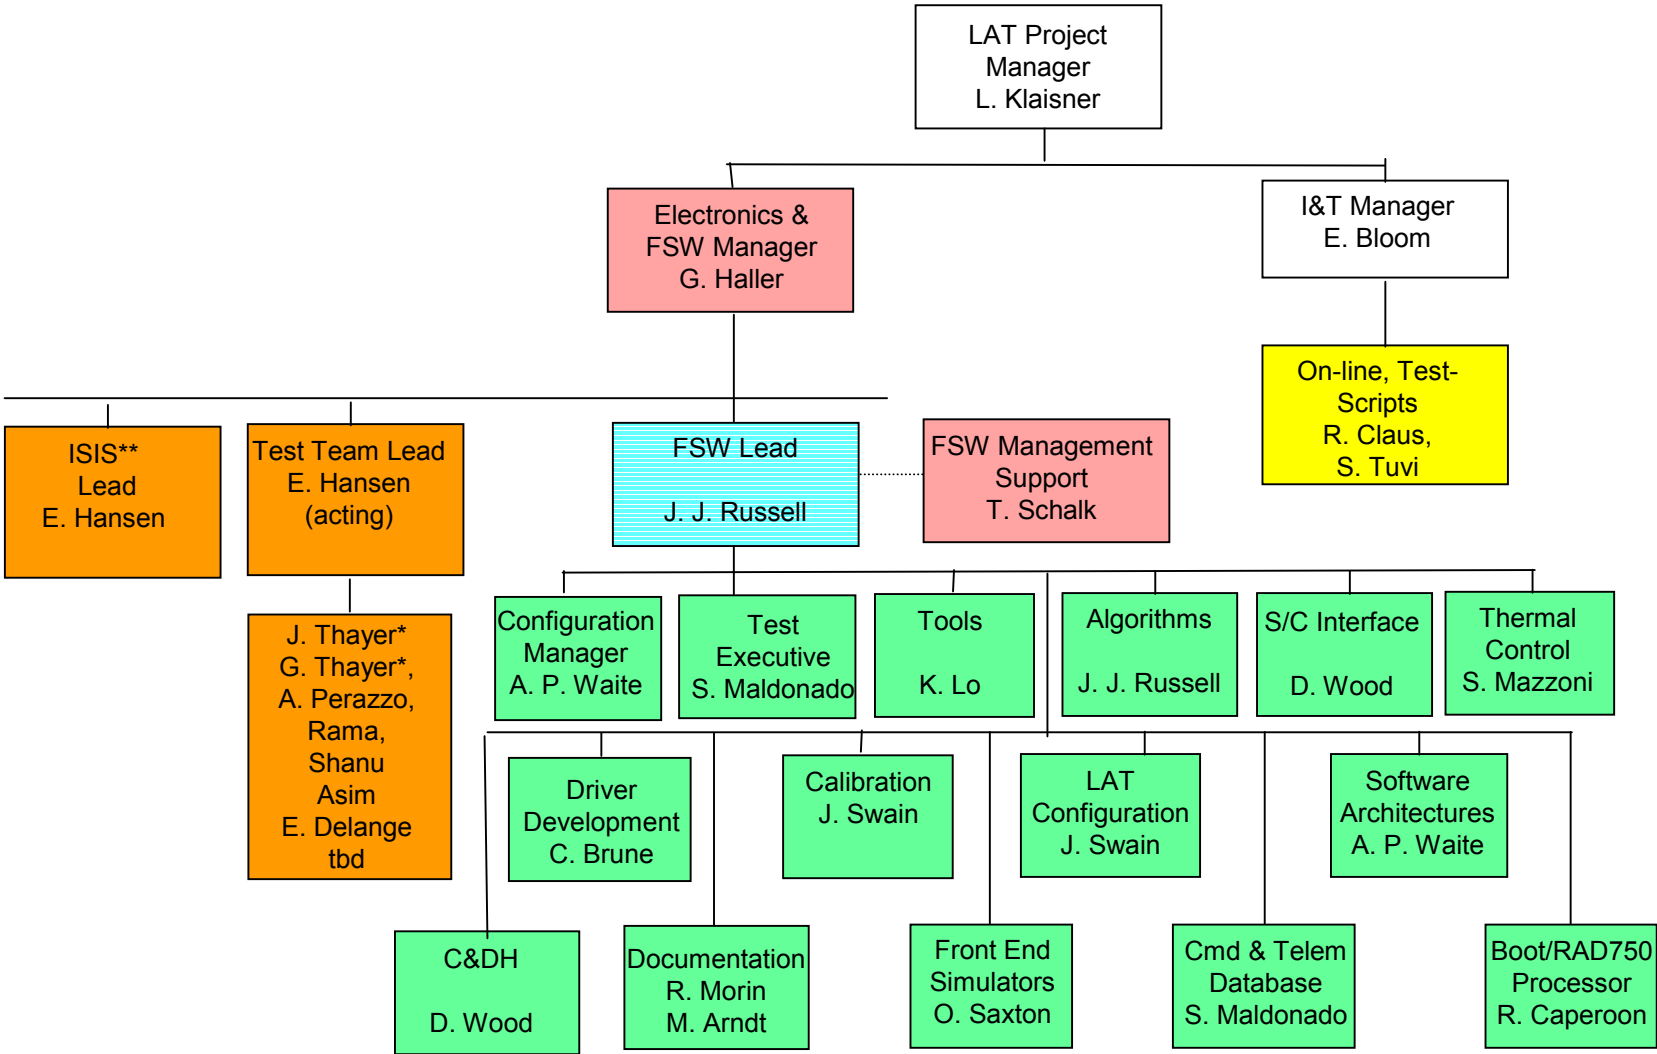 LAT Project
Manager
L. Klaisner
Electronics &
FSW Manager
G. Haller
I&T Manager
E. Bloom
On-line, Test-
Scripts
R. Claus,
S. Tuvi
ISIS**
Lead
E. Hansen
Test Team Lead
E. Hansen
(acting)
FSW Lead
J. J. Russell
FSW Management
Support
T. Schalk
J. Thayer*
G. Thayer*,
A. Perazzo,
Rama,
Shanu
Asim
E. Delange
tbd
Configuration
Manager
A. P. Waite
Test
Executive
S. Maldonado
Tools
K. Lo
Algorithms
J. J. Russell
S/C Interface
D. Wood
Thermal
Control
S. Mazzoni
Driver
Development
C. Brune
Calibration
J. Swain
LAT
Configuration
J. Swain
Software
Architectures
A. P. Waite
C&DH
D. Wood
Documentation
R. Morin
M. Arndt
Front End
Simulators
O. Saxton
Cmd & Telem
Database
S. Maldonado
Boot/RAD750
Processor
R. Caperoon